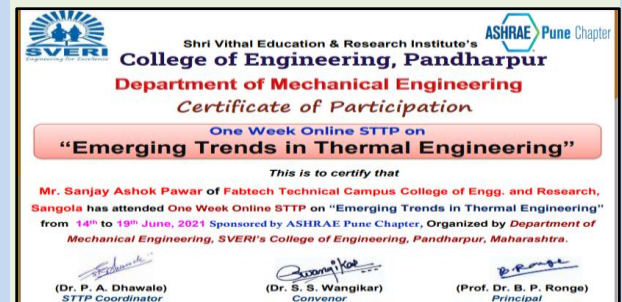 SVERI
Engineering for Excellence
ASHRAE Pune Chapter
Shri Vithal Education & Research Institute's
College of Engineering, Pandharpur
Department of Mechanical Engineering
Certificate of Participation
One Week Online STTP on
“Emerging Trends in Thermal Engineering”
This is to certify that
Mr. Sanjay Ashok Pawar of Fabtech Technical Campus College of Engg. and Research,
Sangola has attended One Week Online STTP on “Emerging Trends in Thermal Engineering”
from 14th to 19th June, 2021 Sponsored by ASHRAE Pune Chapter, Organized by Department of
Mechanical Engineering, SVERI's College of Engineering, Pandharpur, Maharashtra.
(Dr. P. A. Dhawale) (Dr. S. S. Wangikar) (Prof. Dr. B. P. Ronge)
STTP Coordinator Convenor Principal